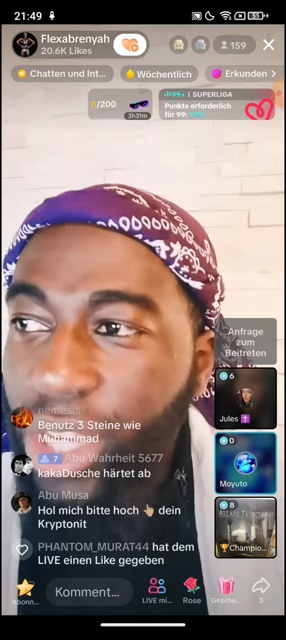 21:49
Flexabrenyah
20.6K Likes
159
Chatten und Int...
Wöchentlich
Erkunden
0/200
3h31m
99+ | SUPERLIGA
Punkte erforderlich
für 99:
Anfrage
zum
Beitreten
6
Jules
0
Moyuto
8
Champio...
nemesis
Benutz 3 Steine wie
Muhammad
7 Abu Wahrheit 5677
kakaDusche härtet ab
Abu Musa
Hol mich bitte hoch 👆🏽 dein
Kryptonit
PHANTOM_MURAT44 hat dem
LIVE einen Like gegeben
Abonn...
Komment...
LIVE mi...
Rose
Gesche...
3